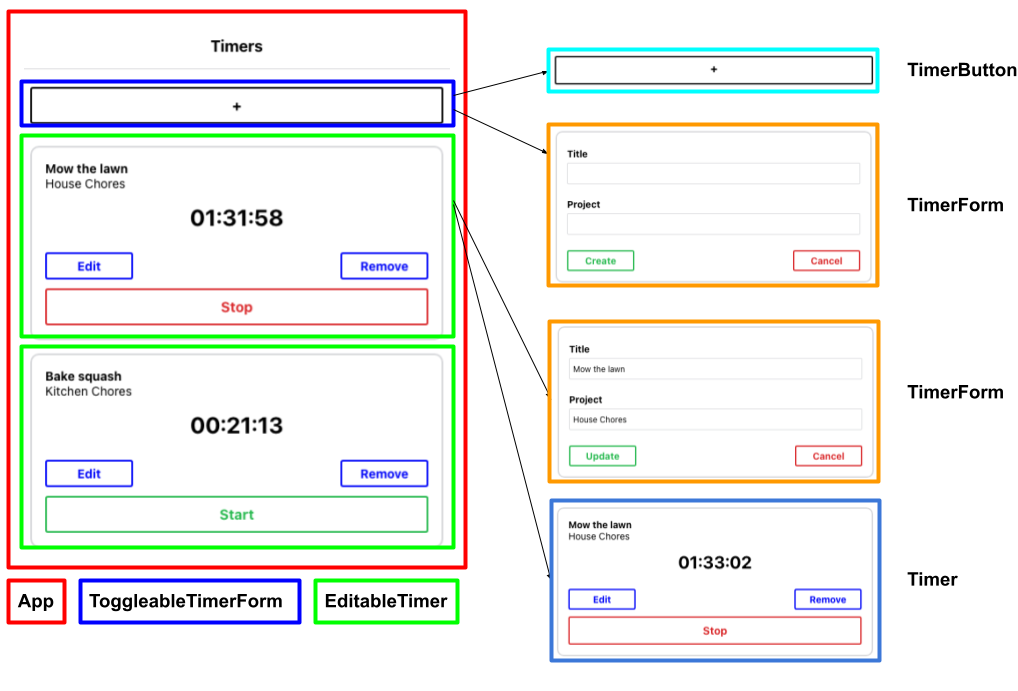 Timers
+
Mow the lawn
House Chores
01:31:58
Edit
Remove
Stop
Bake squash
Kitchen Chores
00:21:13
Edit
Remove
Start
App
ToggleableTimerForm
EditableTimer
+
TimerButton
Title
Project
Create
Cancel
TimerForm
Title
Mow the lawn
Project
House Chores
Update
Cancel
TimerForm
Mow the lawn
House Chores
01:33:02
Edit
Remove
Stop
Timer